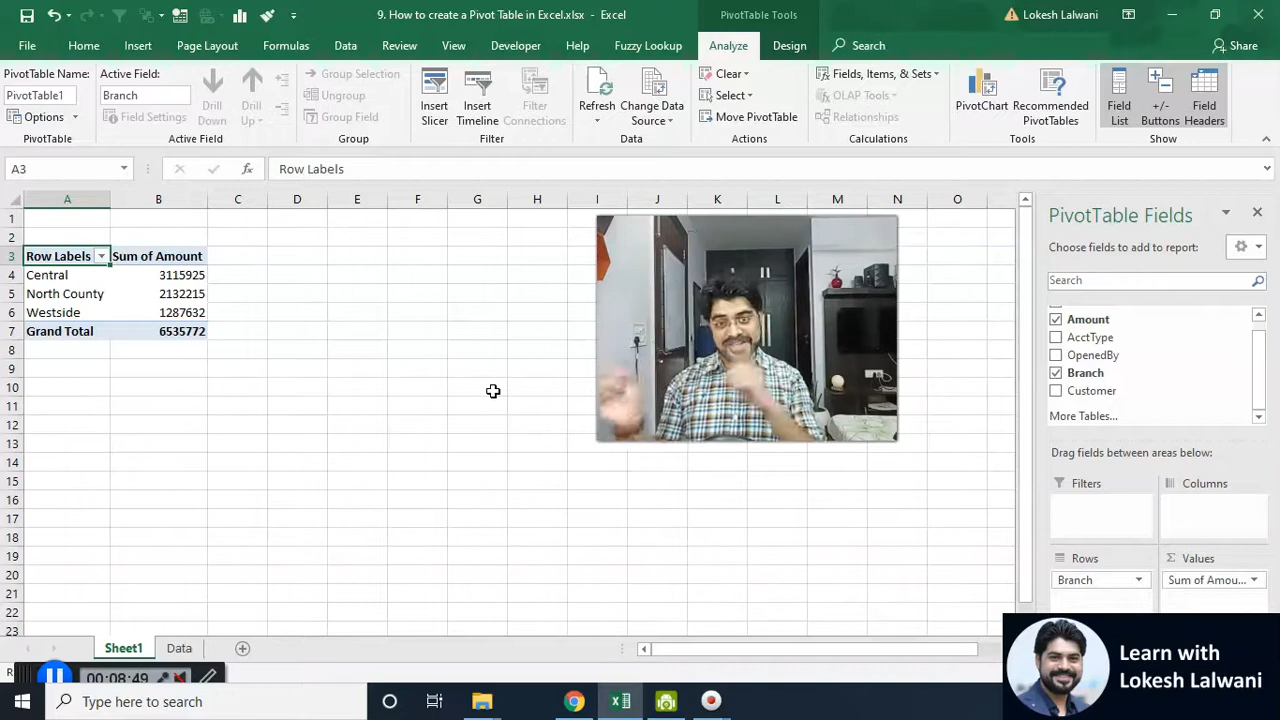 9. How to create a Pivot Table in Excel.xlsx - Excel
PivotTable Tools
Lokesh Lalwani
File Home Insert Page Layout Formulas Data Review View Developer Help Fuzzy Lookup Analyze Design Search Share
PivotTable Name:
PivotTable1
Options
PivotTable
Active Field:
Branch
Field Settings
Drill Down
Drill Up
Active Field
Group Selection
Ungroup
Group Field
Group
Insert Slicer
Insert Timeline
Filter Connections
Filter
Refresh
Change Data Source
Data
Clear
Select
Move PivotTable
Actions
Fields, Items, & Sets
OLAP Tools
Relationships
Calculations
PivotChart
Recommended PivotTables
Tools
Field List
+/- Buttons
Field Headers
Show
A3 fx Row Labels
A B C D E F G H I J K L M N O
1
2
3 Row Labels Sum of Amount
4 Central 3115925
5 North County 2132215
6 Westside 1287632
7 Grand Total 6535772
8
9
10
11
12
13
14
15
16
17
18
19
20
21
22
23
PivotTable Fields
Choose fields to add to report:
Search
Amount
AcctType
OpenedBy
Branch
Customer
More Tables...
Drag fields between areas below:
Filters
Columns
Rows
Σ Values
Branch
Sum of Amou...
Sheet1 Data
00:08:49
Type here to search
Learn with
Lokesh Lalwani